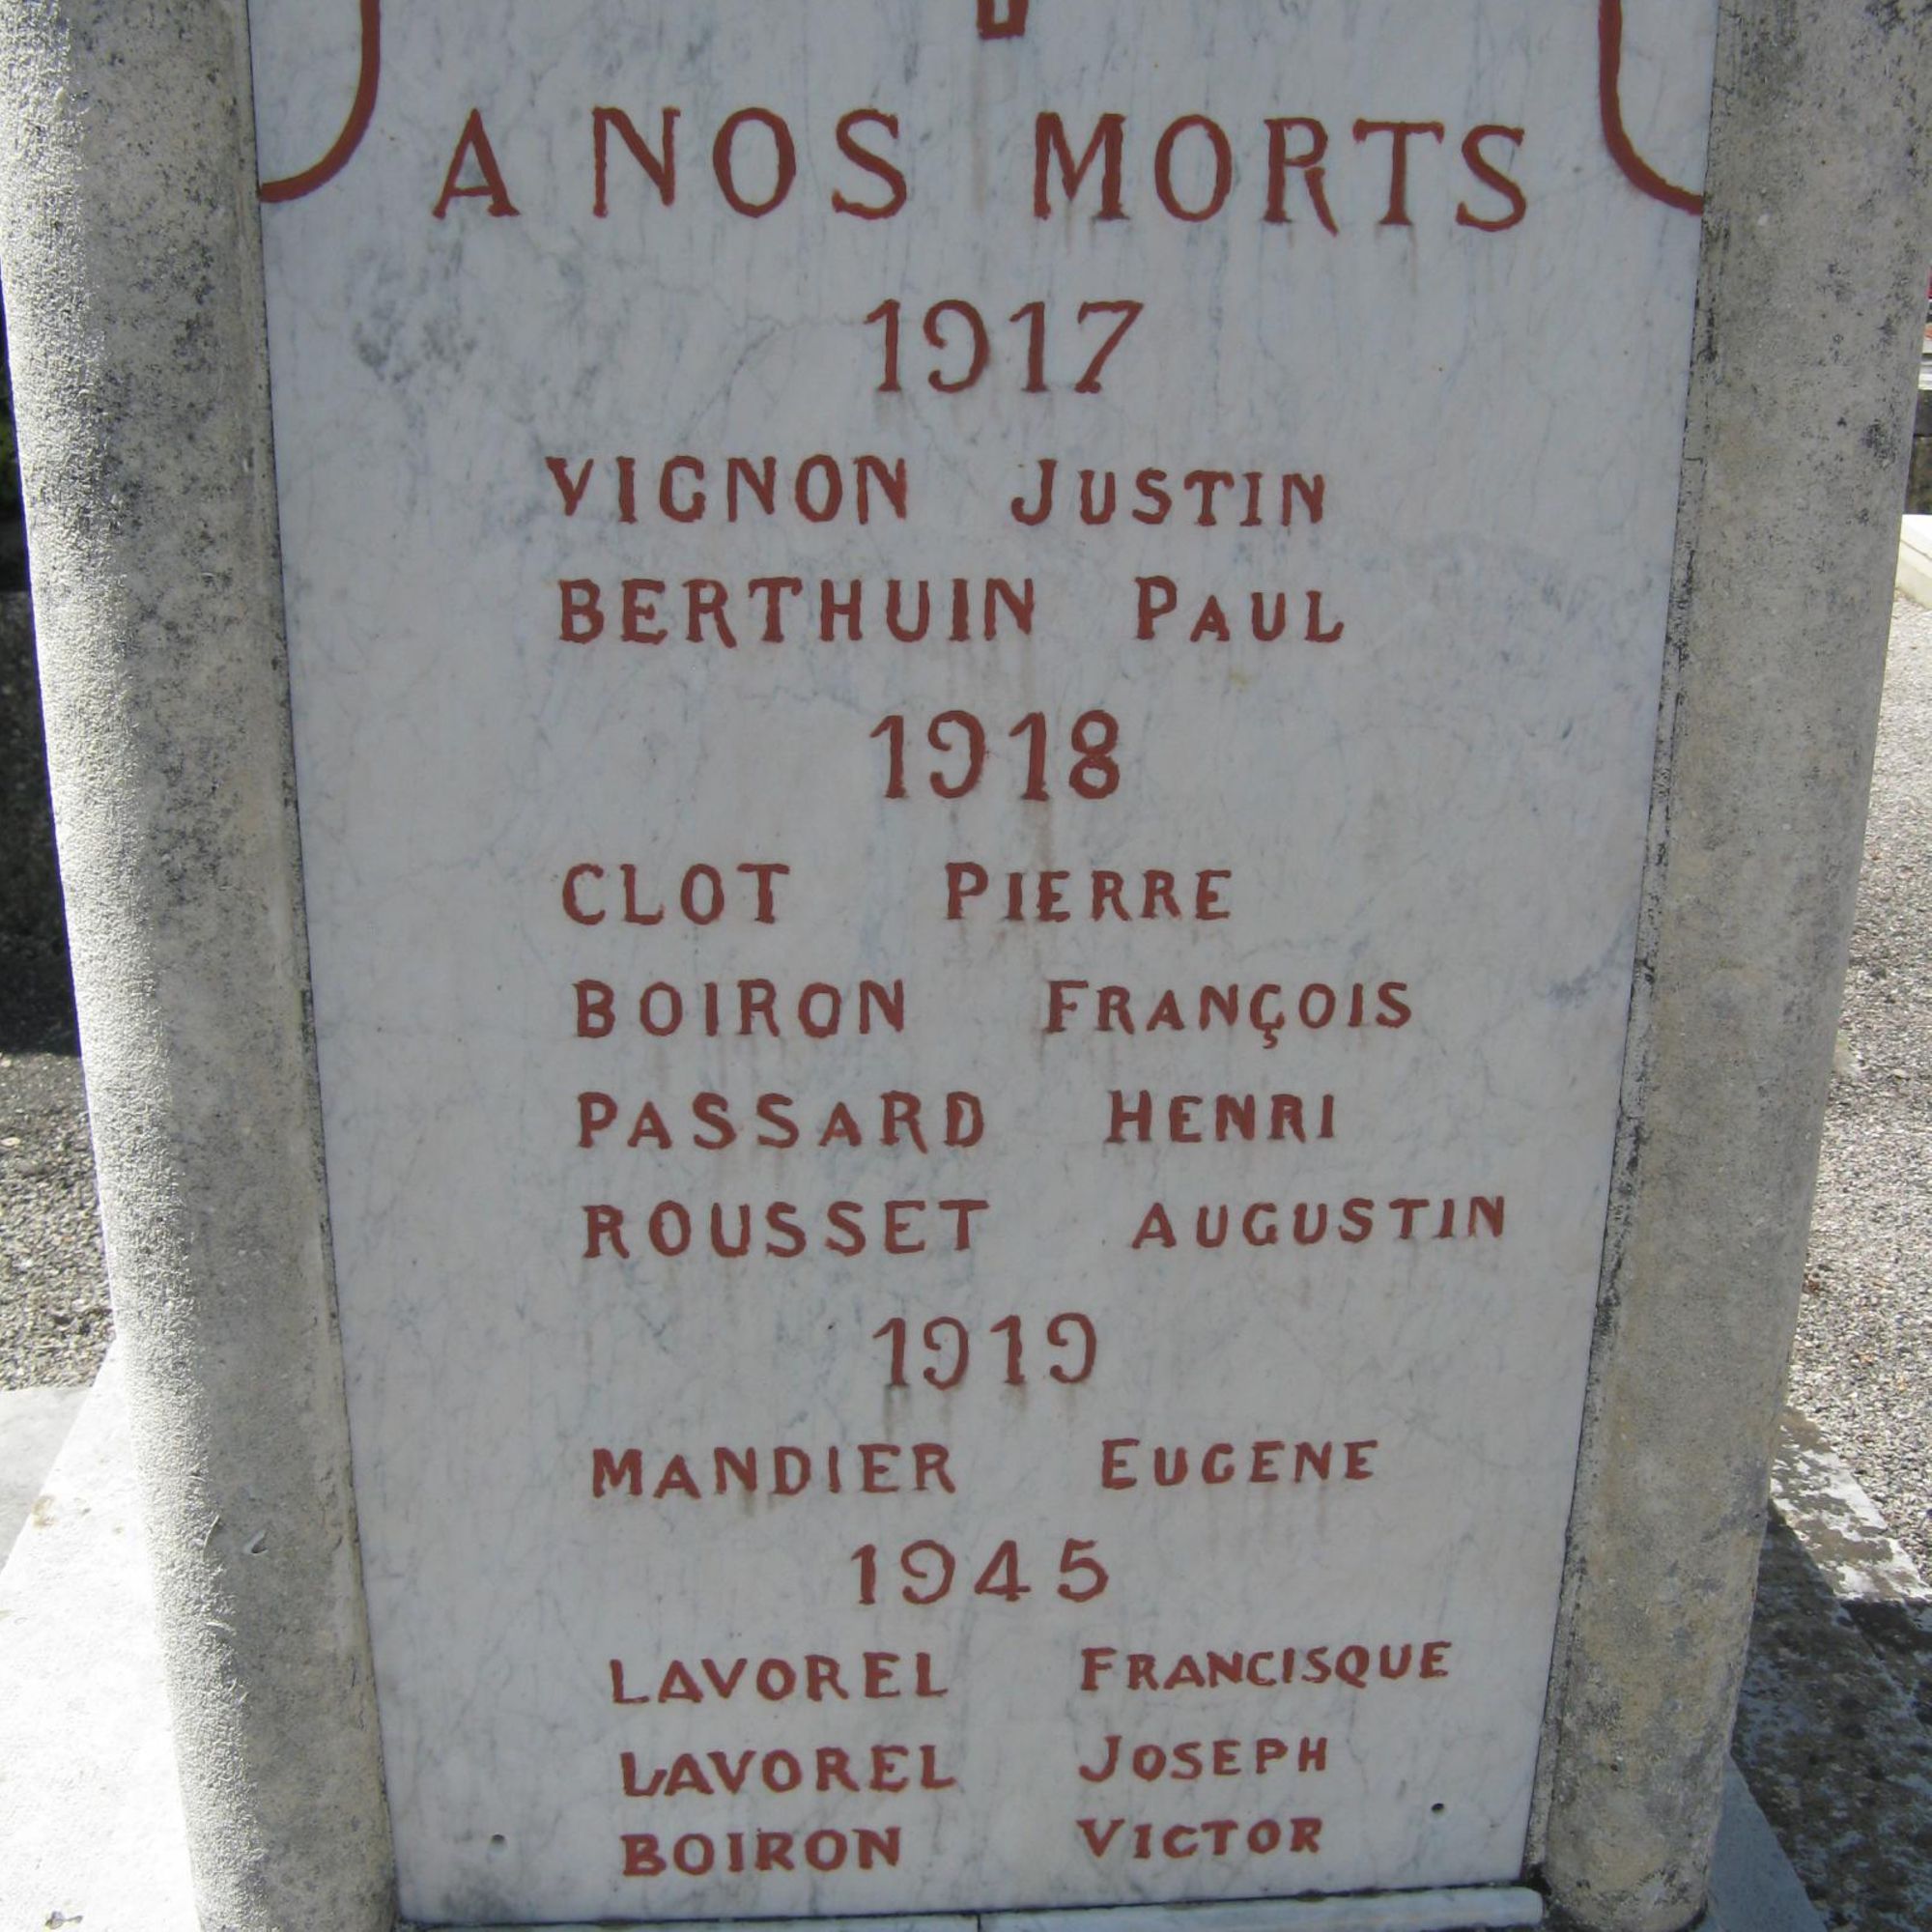 A NOS MORTS
1917
VIGNON JUSTIN
BERTHUIN PAUL
1918
CLOT PIERRE
BOIRON FRANÇOIS
PASSARD HENRI
ROUSSET AUGUSTIN
1919
MANDIER EUGENE
1945
LAVOREL FRANCISQUE
LAVOREL JOSEPH
BOIRON VICTOR